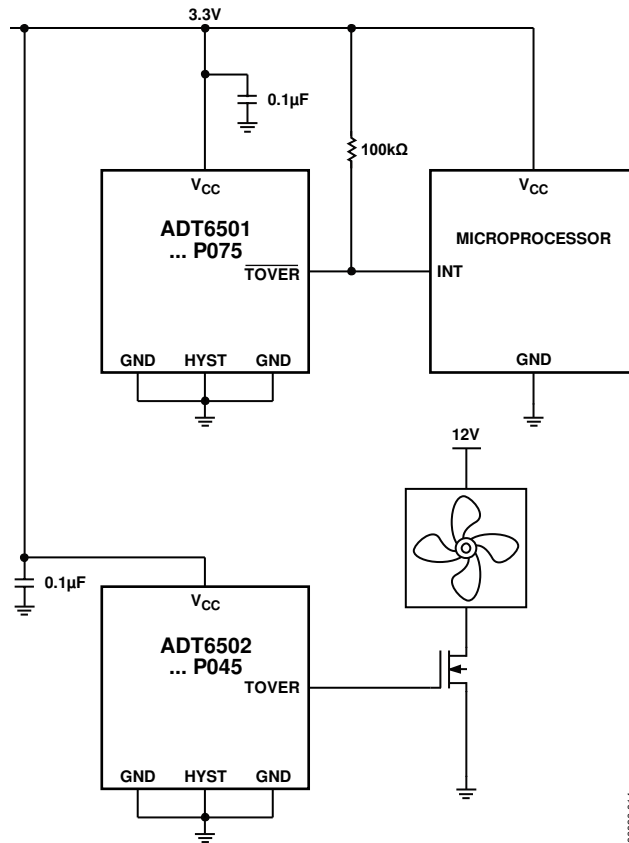 3.3V
0.1µF
100kΩ
VCC
ADT6501
... P075
TOVER
GND HYST GND
VCC
MICROPROCESSOR
INT
GND
12V
0.1µF
VCC
ADT6502
... P045
TOVER
GND HYST GND